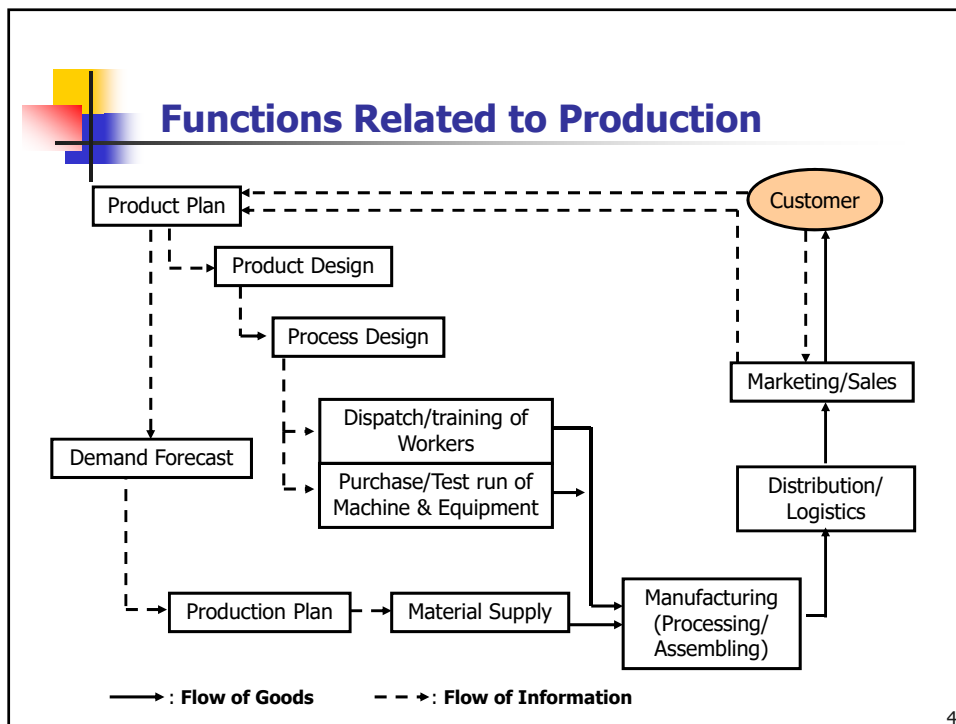 Functions Related to Production
Product Plan
Customer
Product Design
Process Design
Marketing/Sales
Dispatch/training of
Workers
Demand Forecast
Purchase/Test run of
Machine & Equipment
Distribution/
Logistics
Production Plan
Material Supply
Manufacturing
(Processing/
Assembling)
: Flow of Goods
: Flow of Information
4